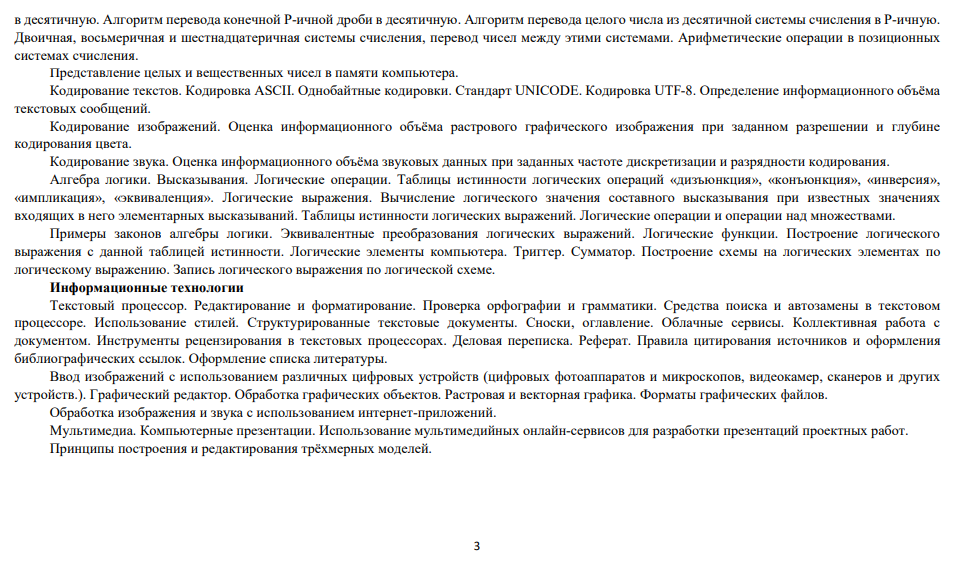 в десятичную. Алгоритм перевода конечной P-ичной дроби в десятичную. Алгоритм перевода целого числа из десятичной системы счисления в P-ичную.
Двоичная, восьмеричная и шестнадцатеричная системы счисления, перевод чисел между этими системами. Арифметические операции в позиционных
системах счисления.
Представление целых и вещественных чисел в памяти компьютера.
Кодирование текстов. Кодировка ASCII. Однобайтные кодировки. Стандарт UNICODE. Кодировка UTF-8. Определение информационного объёма
текстовых сообщений.
Кодирование изображений. Оценка информационного объёма растрового графического изображения при заданном разрешении и глубине
кодирования цвета.
Кодирование звука. Оценка информационного объёма звуковых данных при заданных частоте дискретизации и разрядности кодирования.
Алгебра логики. Высказывания. Логические операции. Таблицы истинности логических операций «дизъюнкция», «конъюнкция», «инверсия»,
«импликация», «эквиваленция». Логические выражения. Вычисление логического значения составного высказывания при известных значениях
входящих в него элементарных высказываний. Таблицы истинности логических выражений. Логические операции и операции над множествами.
Примеры законов алгебры логики. Эквивалентные преобразования логических выражений. Логические функции. Построение логического
выражения с данной таблицей истинности. Логические элементы компьютера. Триггер. Сумматор. Построение схемы на логических элементах по
логическому выражению. Запись логического выражения по логической схеме.
Информационные технологии
Текстовый процессор. Редактирование и форматирование. Проверка орфографии и грамматики. Средства поиска и автозамены в текстовом
процессоре. Использование стилей. Структурированные текстовые документы. Сноски, оглавление. Облачные сервисы. Коллективная работа с
документом. Инструменты рецензирования в текстовых процессорах. Деловая переписка. Реферат. Правила цитирования источников и оформления
библиографических ссылок. Оформление списка литературы.
Ввод изображений с использованием различных цифровых устройств (цифровых фотоаппаратов и микроскопов, видеокамер, сканеров и других
устройств.). Графический редактор. Обработка графических объектов. Растровая и векторная графика. Форматы графических файлов.
Обработка изображения и звука с использованием интернет-приложений.
Мультимедиа. Компьютерные презентации. Использование мультимедийных онлайн-сервисов для разработки презентаций проектных работ.
Принципы построения и редактирования трёхмерных моделей.
3